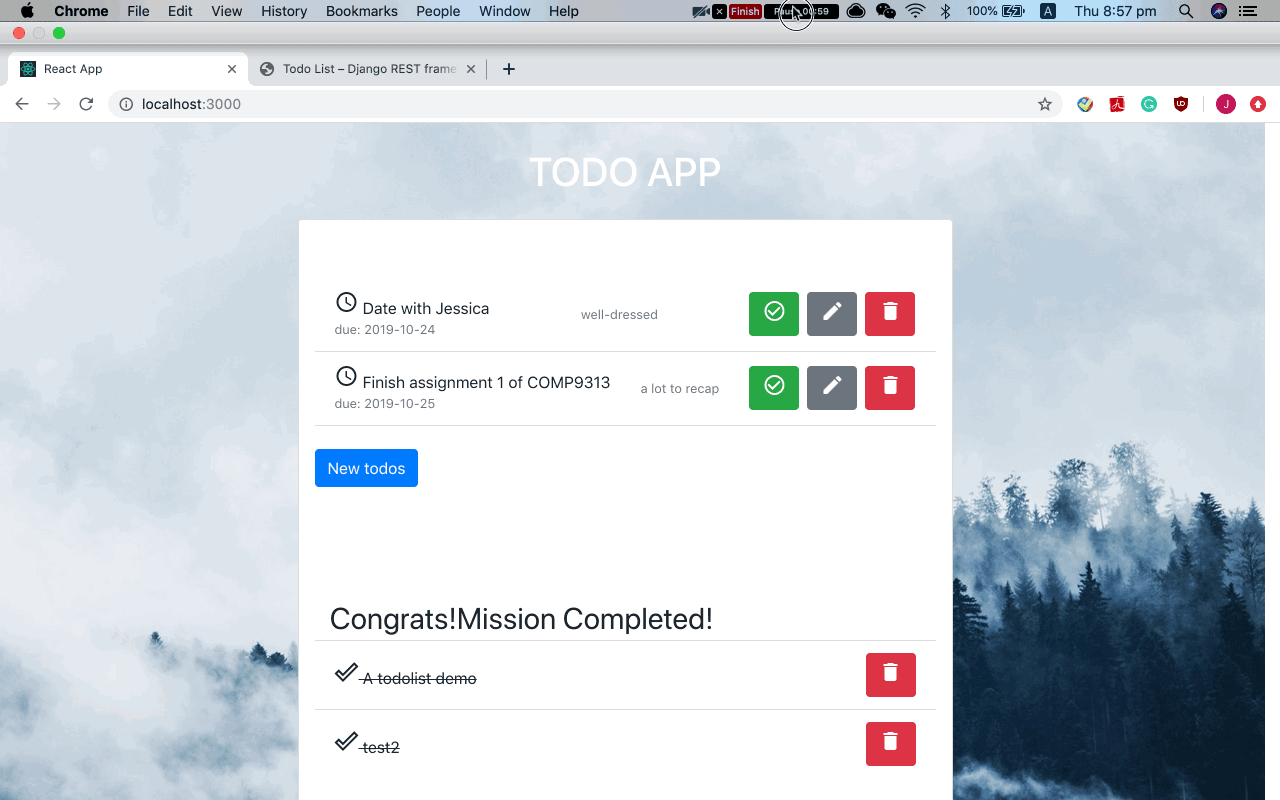 Chrome File Edit View History Bookmarks People Window Help Finish 100% A Thu 8:57 pm
React App Todo List – Django REST frame
localhost:3000 J
TODO APP
Date with Jessica well-dressed
due: 2019-10-24
Finish assignment 1 of COMP9313 a lot to recap
due: 2019-10-25
New todos
Congrats!Mission Completed!
A todolist demo
test2